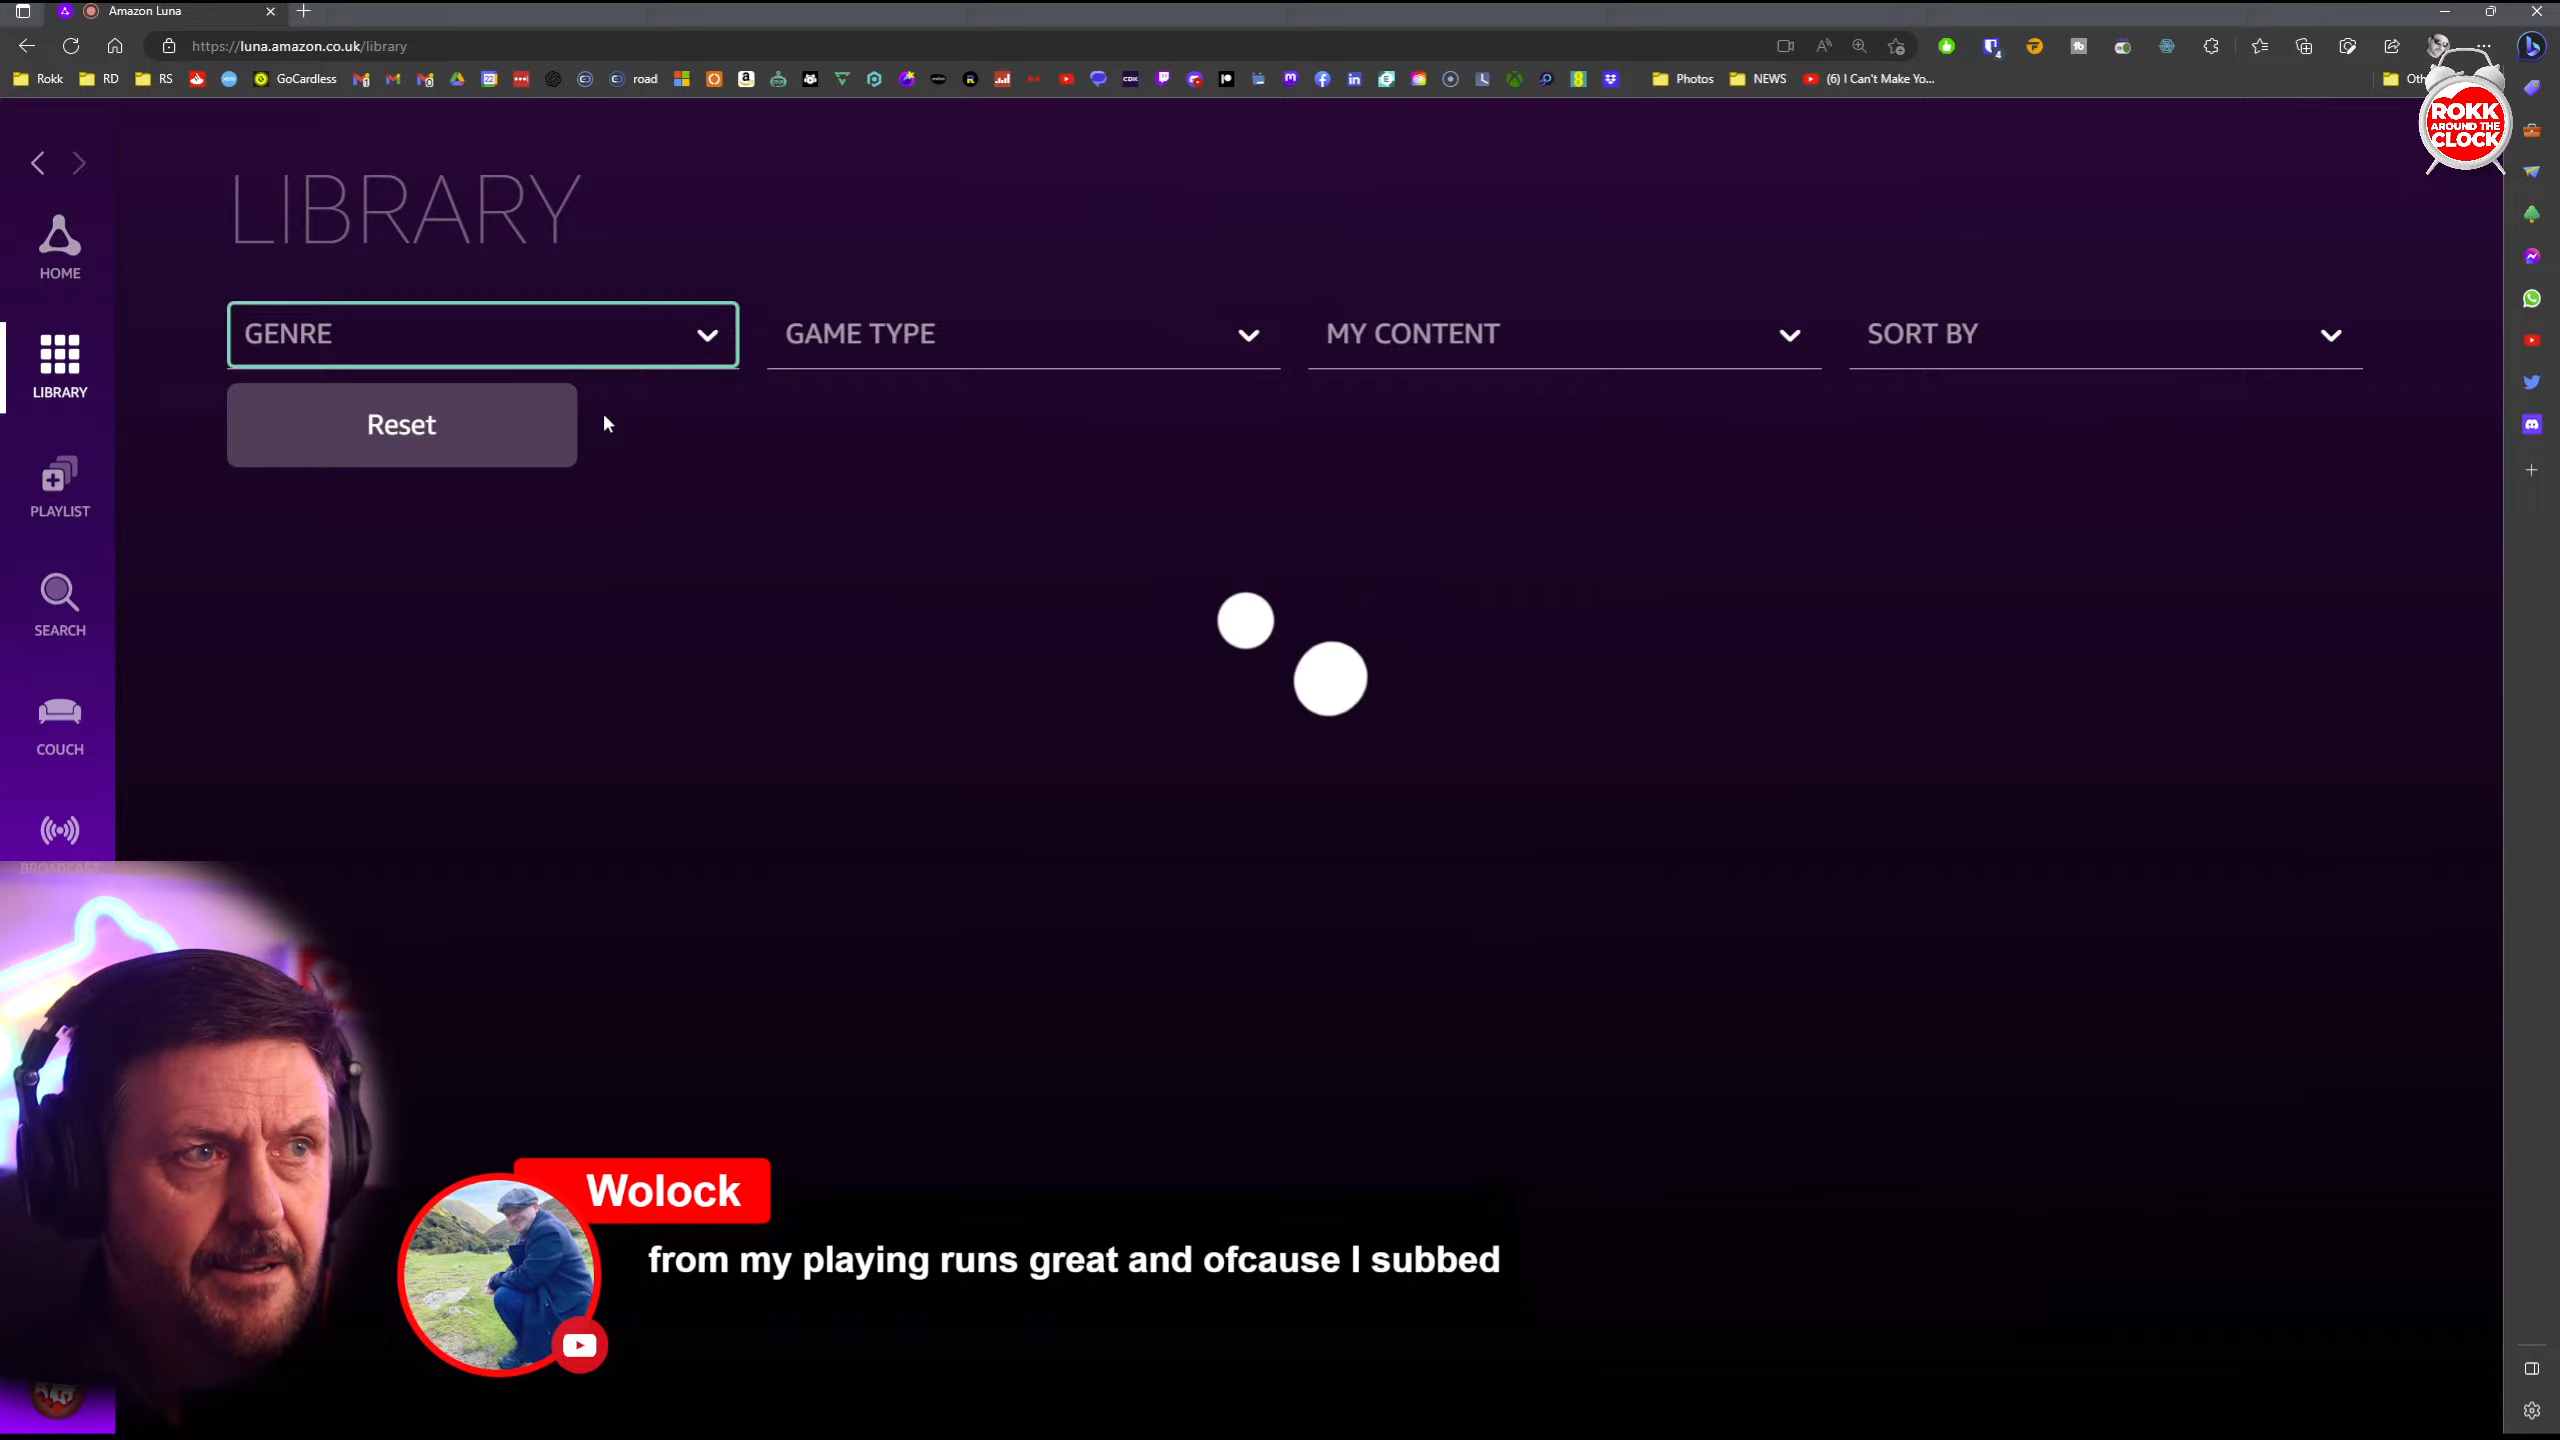 Amazon Luna
https://luna.amazon.co.uk/library
Rokk RD RS GoCardless road Photos NEWS (6) I Can't Make Yo... Oth
ROKK
AROUND THE
CLOCK
LIBRARY
HOME
GENRE GAME TYPE MY CONTENT SORT BY
LIBRARY
Reset
PLAYLIST
SEARCH
COUCH
BROADCAST
Wolock
from my playing runs great and ofcause I subbed